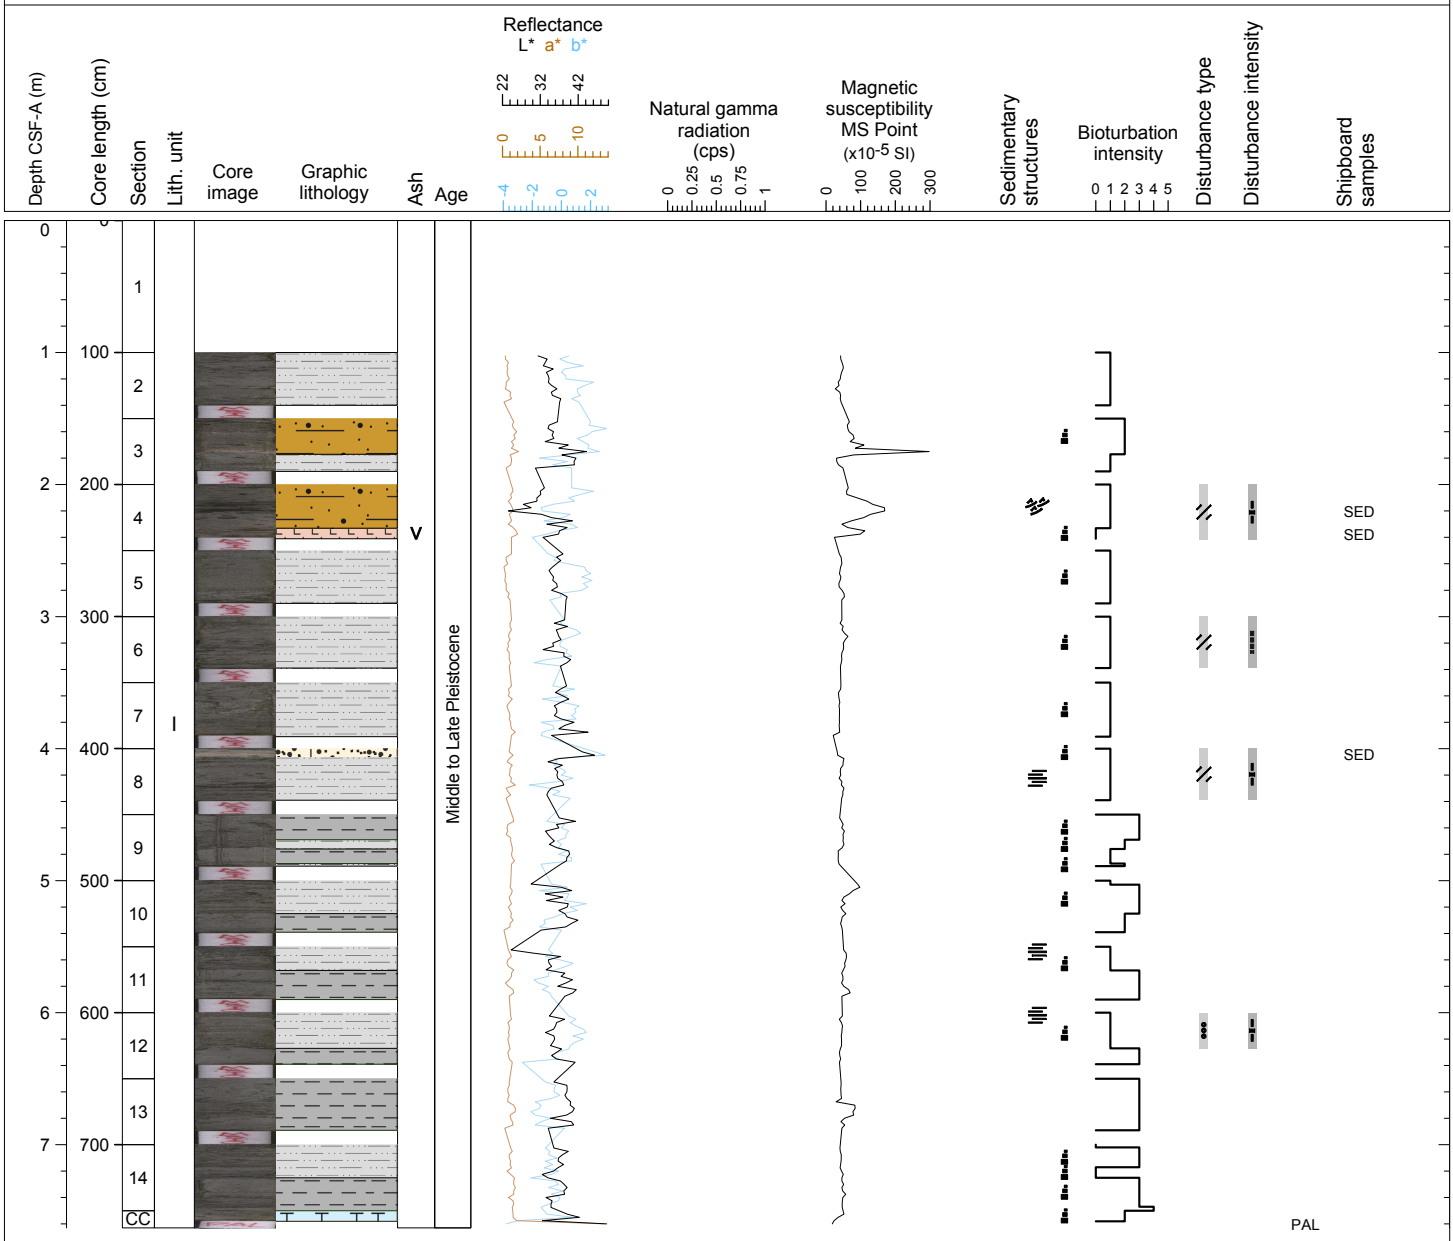 Depth CSF-A (m)
Core length (cm)
Section
Lith. unit
Core
image
Graphic
lithology
Ash
Age
Reflectance
L* a* b*
22 32 42
0 5 10
-4 -2 0 2
Natural gamma
radiation
(cps)
0 0.25 0.5 0.75 1
Magnetic
susceptibility
MS Point
(x10-5 SI)
0 100 200 300
Sedimentary
structures
Bioturbation
intensity
0 1 2 3 4 5
Disturbance type
Disturbance intensity
Shipboard
samples
0 0
1
1 100
2
3
2 200
4
V
SED
SED
5
3 300
6
7
I
Middle to Late Pleistocene
4 400
SED
8
9
5 500
10
11
6 600
12
13
7 700
14
CC
PAL
PAL